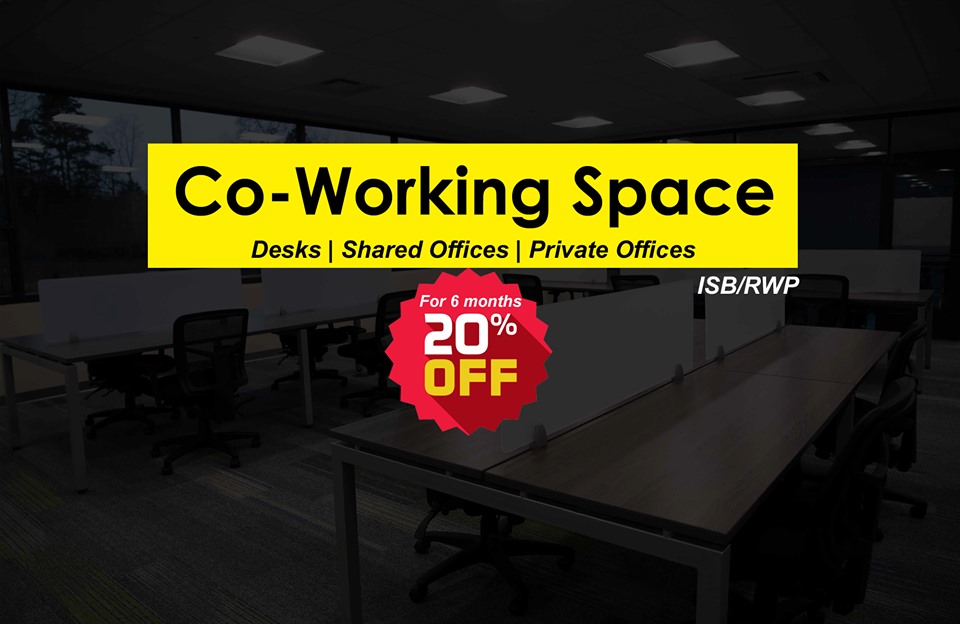 Co-Working Space
Desks | Shared Offices | Private Offices
ISB/RWP
For 6 months
20%
OFF